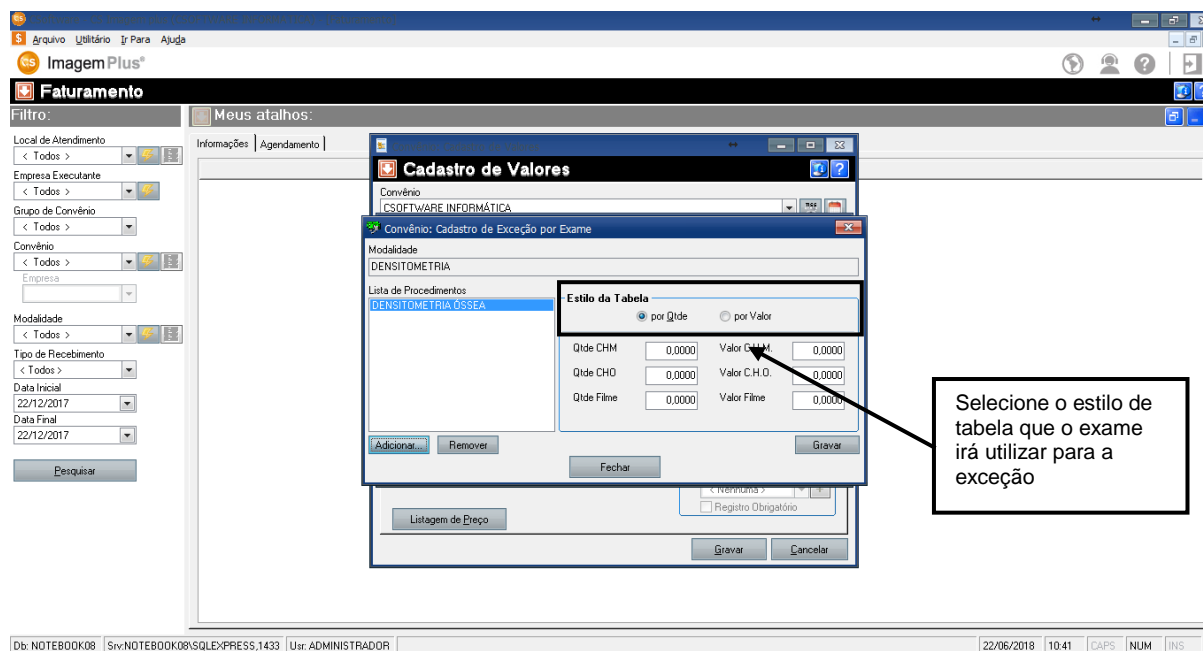 Arquivo Utilitário Ir Para Ajuda
cs ImagemPlus®
Faturamento
Filtro:
Meus atalhos:
Local de Atendimento
< Todos >
Empresa Executante
< Todos >
Grupo de Convênio
< Todos >
Convênio
< Todos >
Empresa
Modalidade
< Todos >
Tipo de Recebimento
< Todos >
Data Inicial
22/12/2017
Data Final
22/12/2017
Pesquisar
Informações Agendamento
Cadastro de Valores
Convênio
CSOFTWARE INFORMÁTICA
Convênio: Cadastro de Exceção por Exame
Modalidade
DENSITOMETRIA
Lista de Procedimentos
DENSITOMETRIA ÓSSEA
Estilo da Tabela
por Qtde por Valor
Qtde CHM 0,0000 Valor C.H.M. 0,0000
Qtde CHO 0,0000 Valor C.H.O. 0,0000
Qtde Filme 0,0000 Valor Filme 0,0000
Adicionar... Remover Gravar
Fechar
< Nenhuma >
Registro Obrigatório
Listagem de Preço
Gravar Cancelar
Selecione o estilo de
tabela que o exame
irá utilizar para a
exceção
Db: NOTEBOOK08 Srv:NOTEBOOK08\SQLEXPRESS,1433 Usr: ADMINISTRADOR 22/06/2018 10:41 CAPS NUM INS